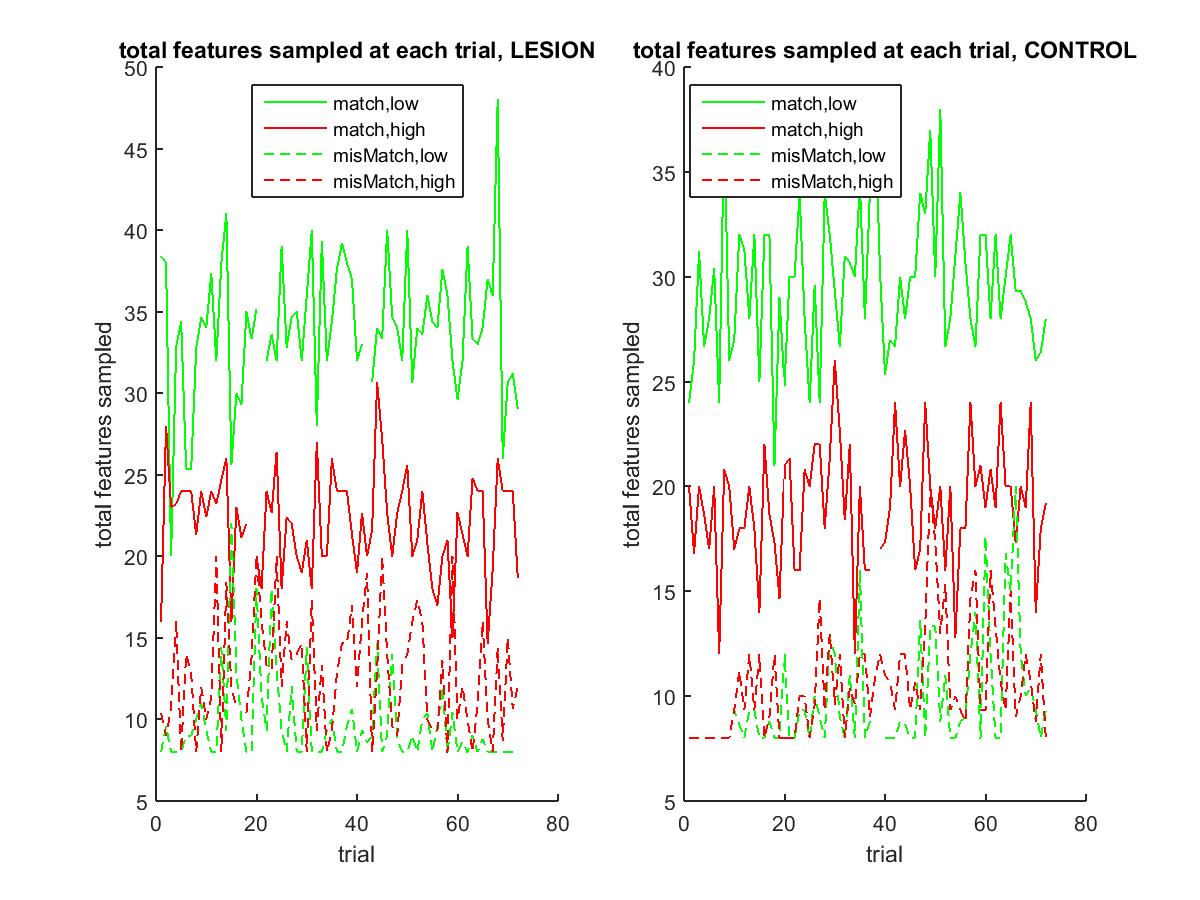 total features sampled at each trial, LESION
50
45
40
35
30
25
20
15
10
5
0
20
40
60
80
total features sampled
trial
match,low
match,high
misMatch,low
misMatch,high
total features sampled at each trial, CONTROL
40
35
30
25
20
15
10
5
0
20
40
60
80
total features sampled
trial
match,low
match,high
misMatch,low
misMatch,high